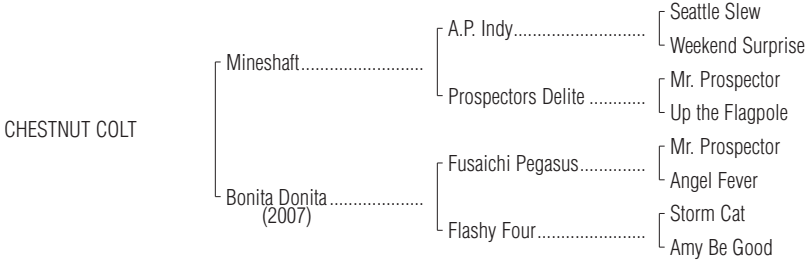 Seattle Slew
A.P. Indy..............................
Weekend Surprise
Mineshaft...........................
Mr. Prospector
Prospectors Delite ............
Up the Flagpole
CHESTNUT COLT
Mr. Prospector
Fusaichi Pegasus...............
Angel Fever
Bonita Donita .....................
(2007)
Storm Cat
Flashy Four.........................
Amy Be Good